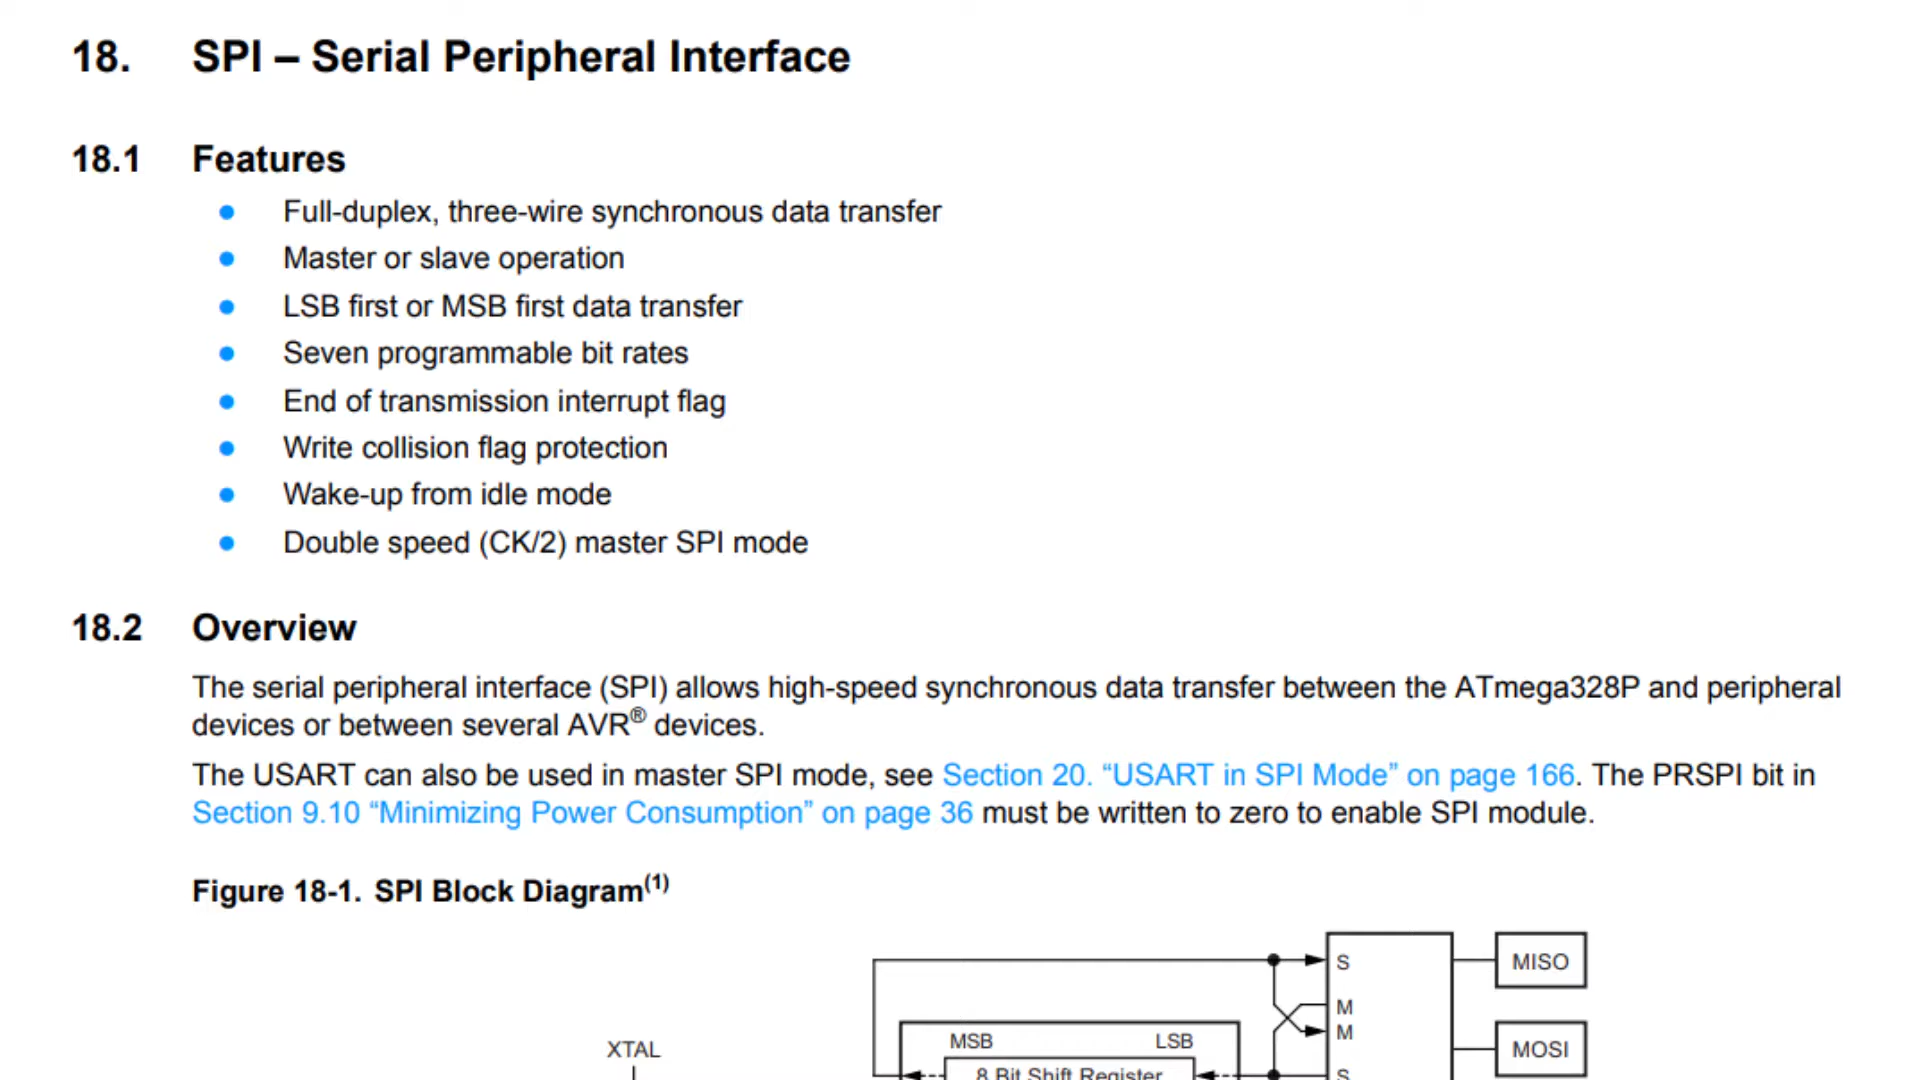 18. SPI – Serial Peripheral Interface
18.1 Features
● Full-duplex, three-wire synchronous data transfer
● Master or slave operation
● LSB first or MSB first data transfer
● Seven programmable bit rates
● End of transmission interrupt flag
● Write collision flag protection
● Wake-up from idle mode
● Double speed (CK/2) master SPI mode
18.2 Overview
The serial peripheral interface (SPI) allows high-speed synchronous data transfer between the ATmega328P and peripheral
devices or between several AVR® devices.
The USART can also be used in master SPI mode, see Section 20. “USART in SPI Mode” on page 166. The PRSPI bit in
Section 9.10 “Minimizing Power Consumption” on page 36 must be written to zero to enable SPI module.
Figure 18-1. SPI Block Diagram(1)
S
MISO
M
M
MSB
LSB
XTAL
MOSI
8 Bit Shift Register
S